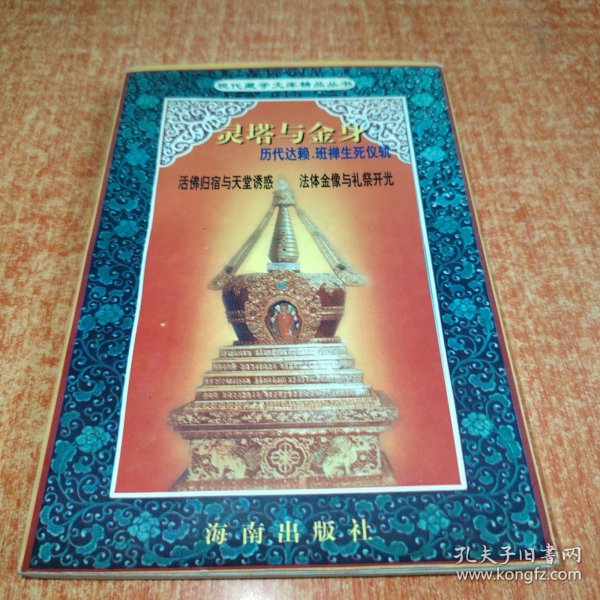 现代藏学文库精品丛书
灵塔与金身
历代达赖、班禅生死仪轨
活佛归宿与天堂诱惑 法体金像与礼祭开光
海南出版社
孔夫子旧书网
www.kongfz.com